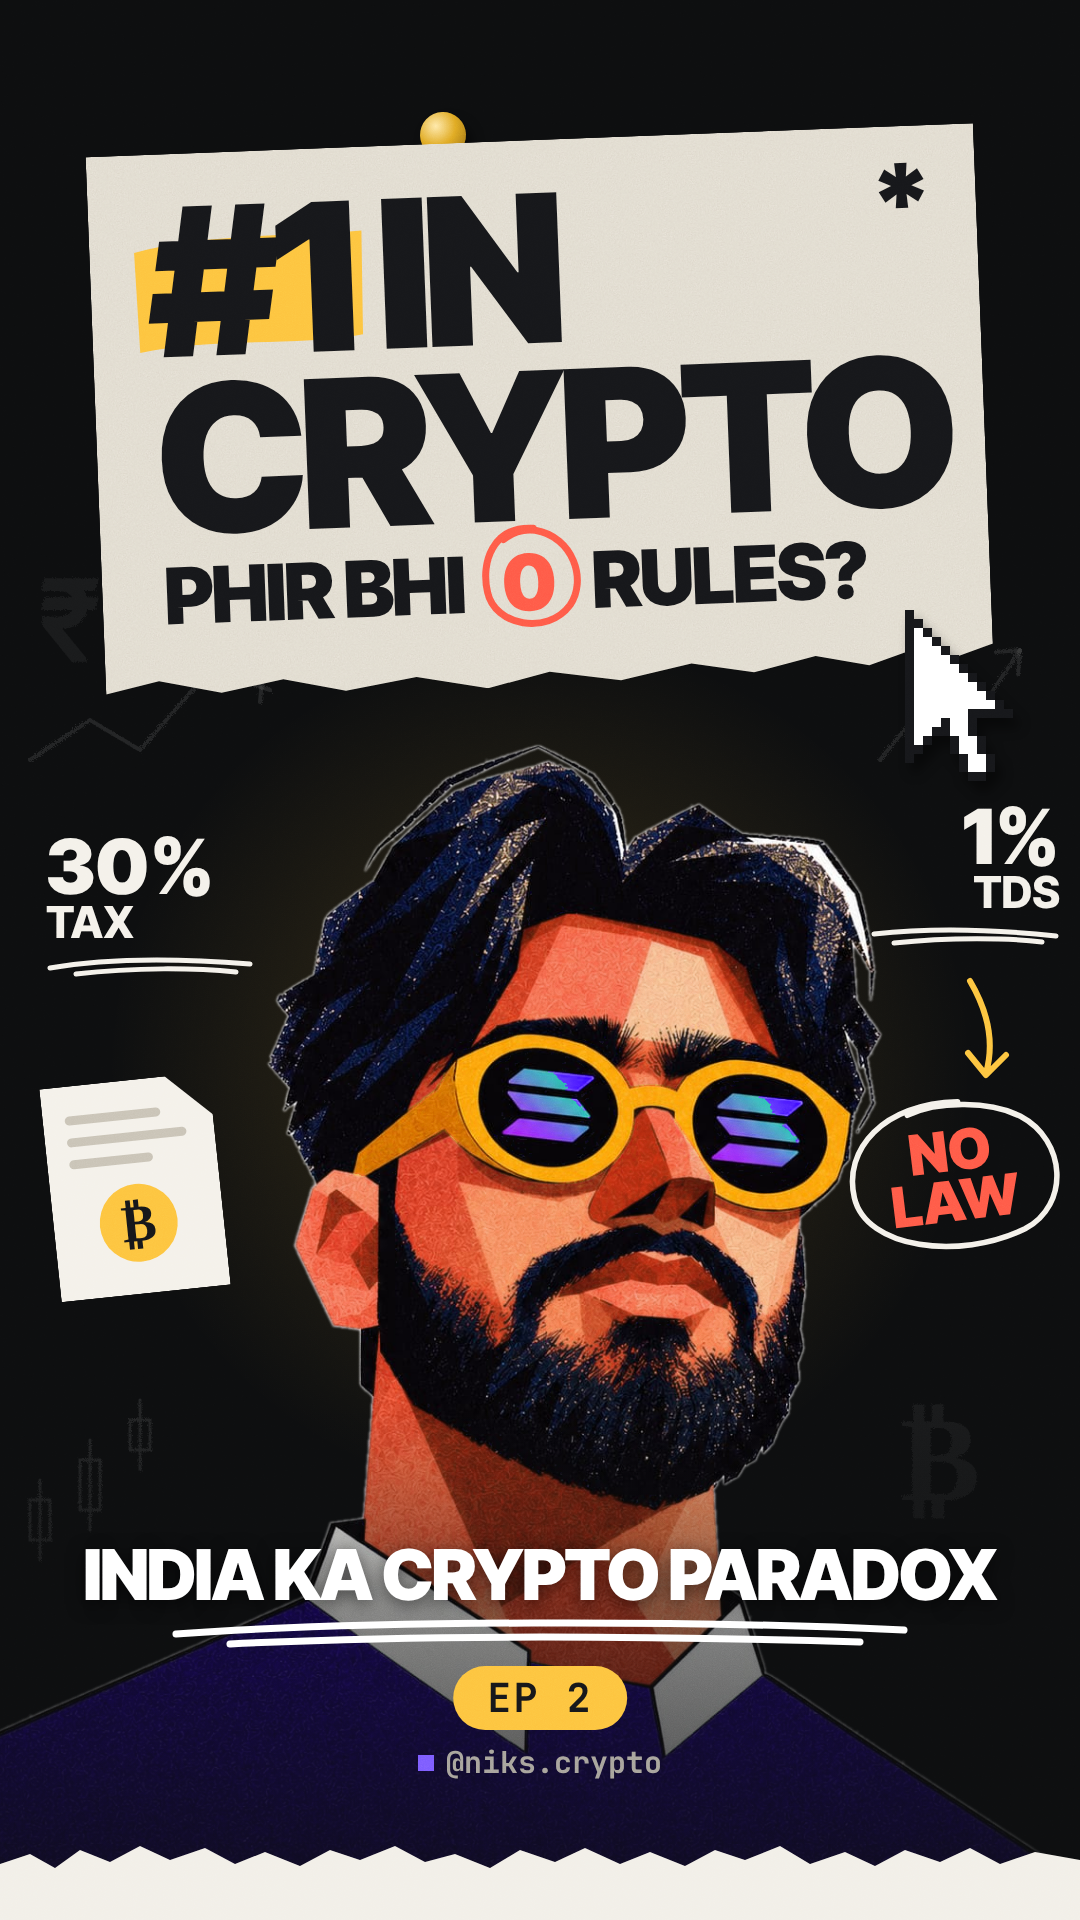 #1 IN
*
CRYPTO
PHIR BHI 0 RULES?
₹
30%
TAX
1%
TDS
₿
NO
LAW
₿
INDIA KA CRYPTO PARADOX
EP 2
@niks.crypto